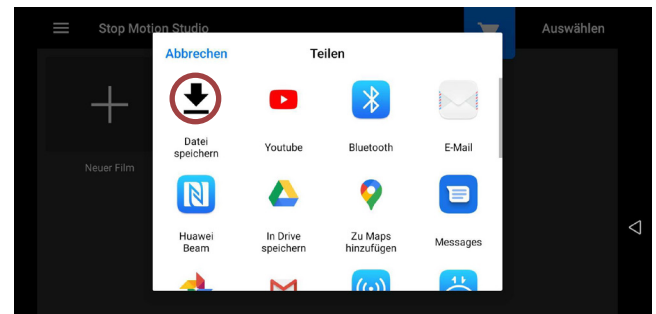 Stop Motion Studio
Auswählen
Abbrechen
Teilen
Datei
speichern
Youtube
Bluetooth
E-Mail
Neuer Film
Huawei
Beam
In Drive
speichern
Zu Maps
hinzufügen
Messages